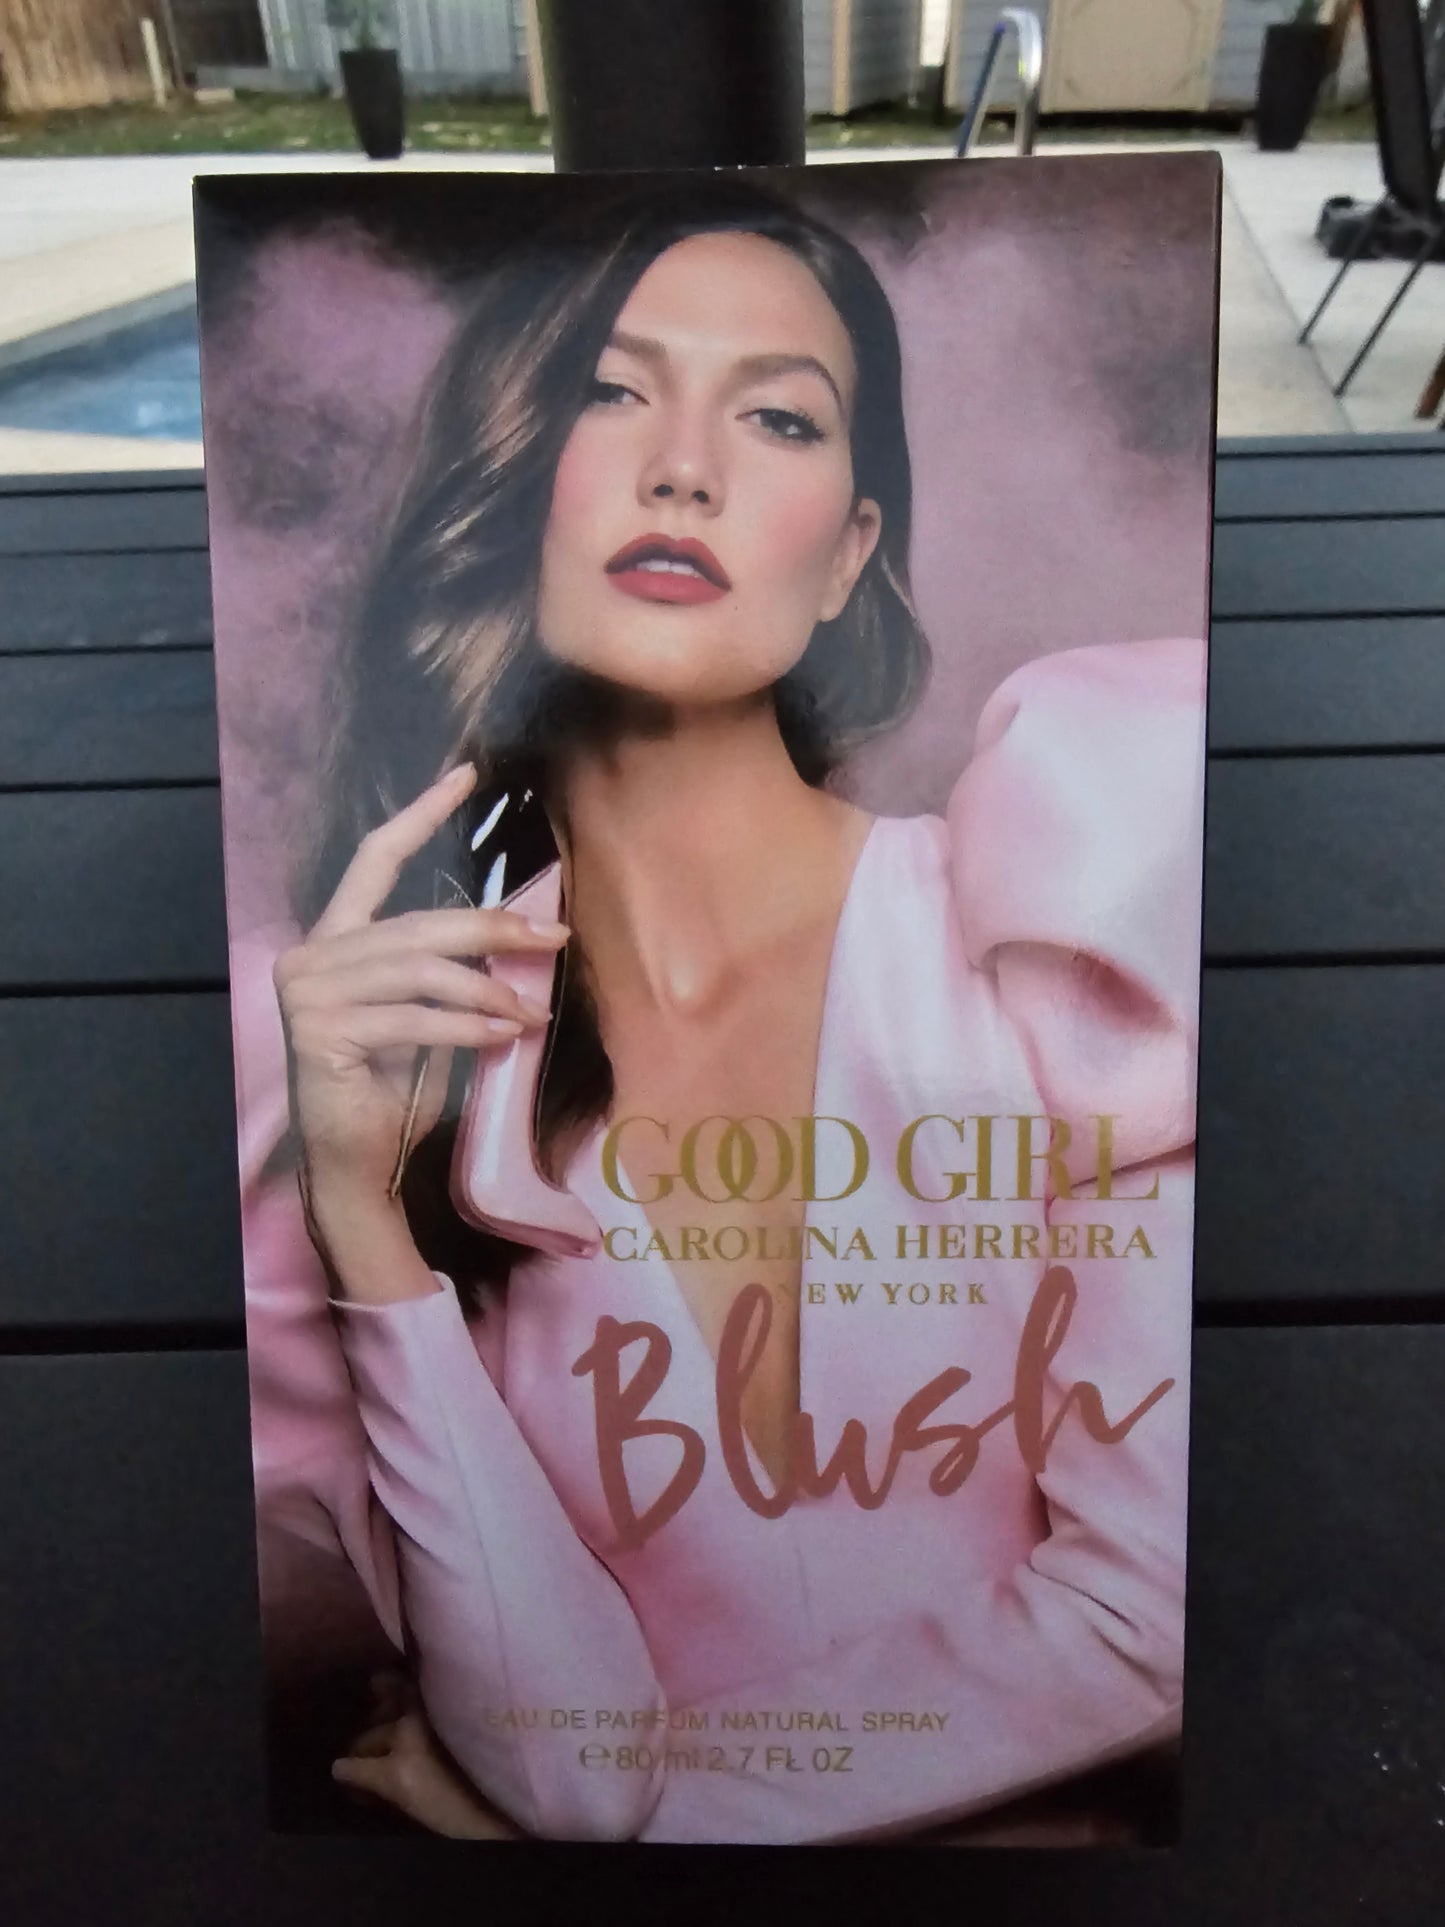 GOOD GIRL
CAROLINA HERRERA
NEW YORK
Blush
EAU DE PARFUM NATURAL SPRAY
℮80 ml 2.7 FL OZ